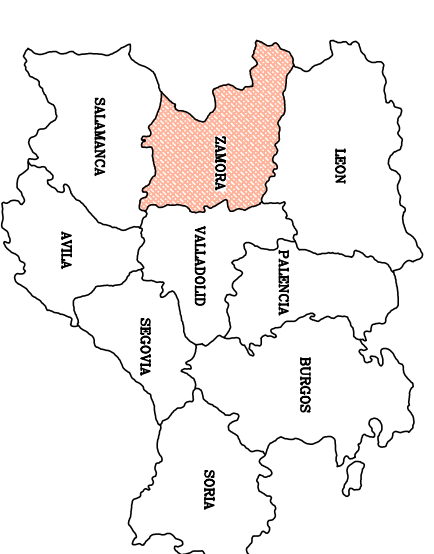 LEON
ZAMORA
SALAMANCA
PALENCIA
VALLADOLID
AVILA
BURGOS
SEGOVIA
SORIA